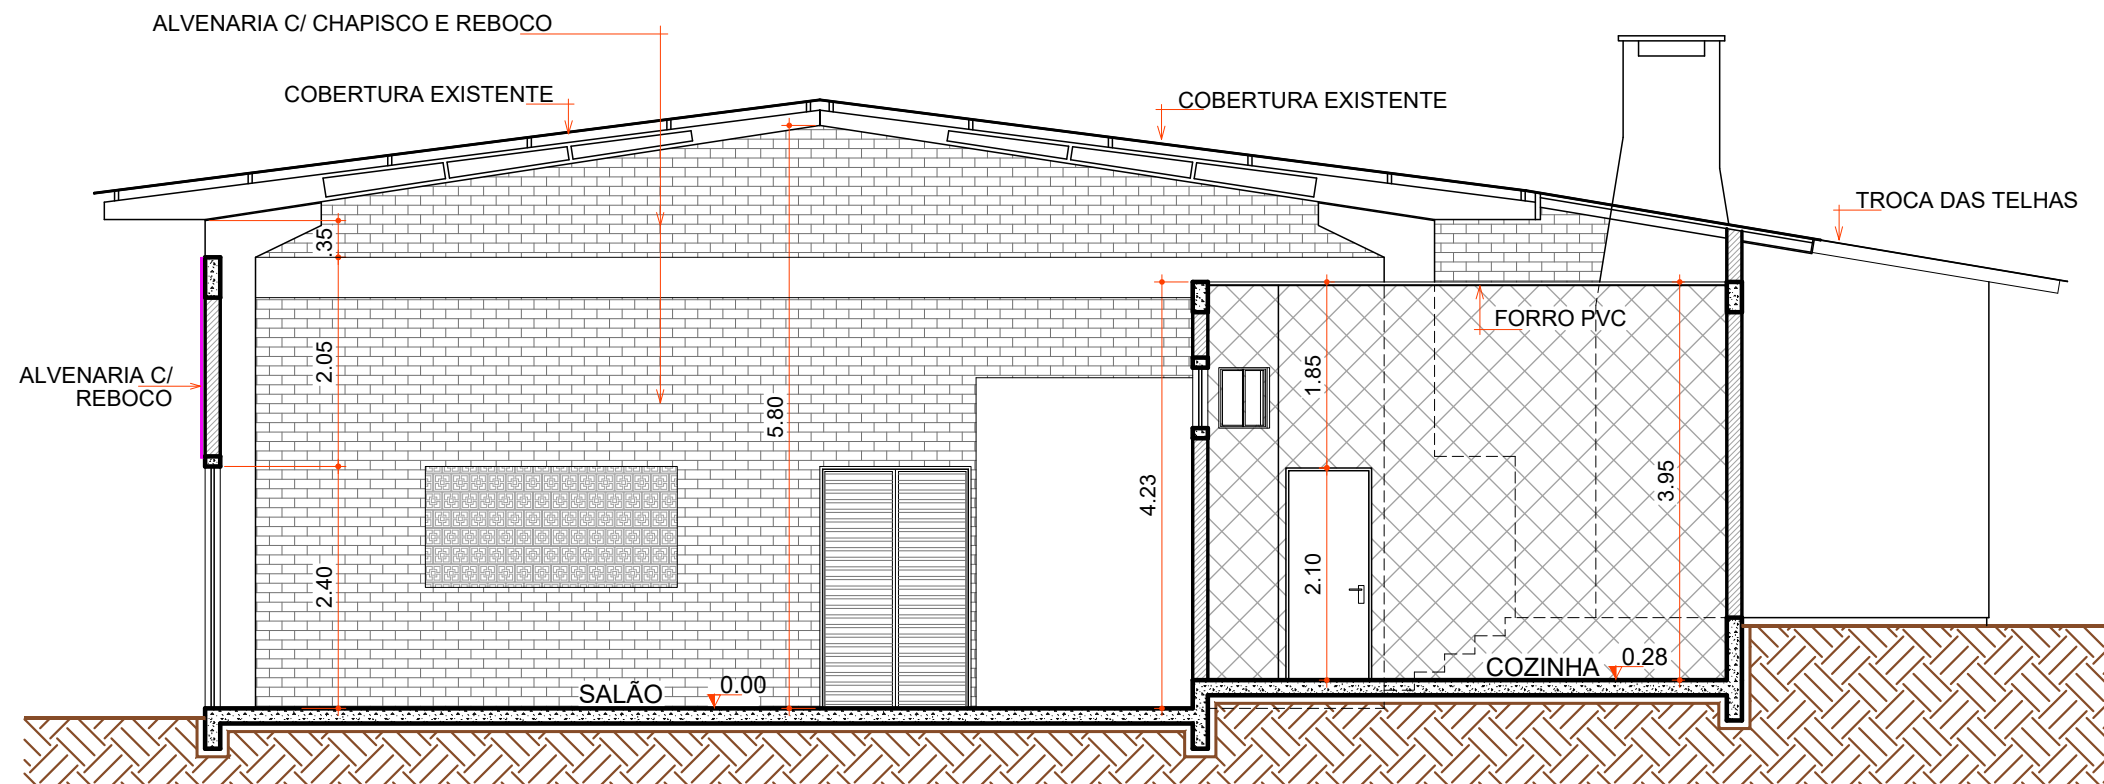 ALVENARIA C/ CHAPISCO E REBOCO
COBERTURA EXISTENTE
COBERTURA EXISTENTE
TROCA DAS TELHAS
.35
FORRO PVC
2.05
1.85
ALVENARIA C/
REBOCO
5.80
4.23
3.95
2.40
2.10
SALÃO
0.00
COZINHA
0.28